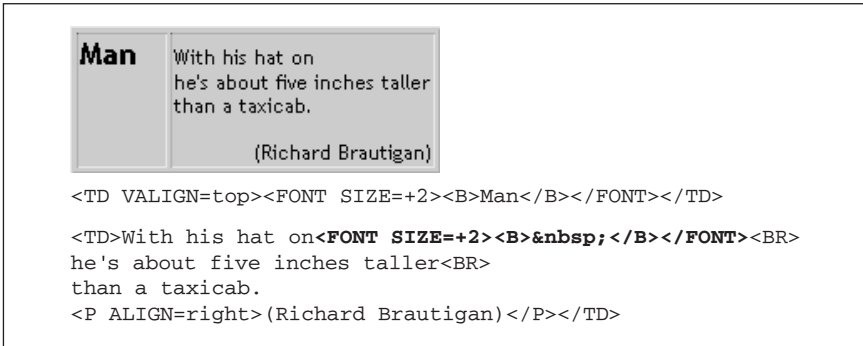 Man
With his hat on
he's about five inches taller
than a taxicab.
(Richard Brautigan)
<TD VALIGN=top><FONT SIZE=+2><B>Man</B></FONT></TD>
<TD>With his hat on<FONT SIZE=+2><B>&nbsp;</B></FONT><BR>
he's about five inches taller<BR>
than a taxicab.
<P ALIGN=right>(Richard Brautigan)</P></TD>